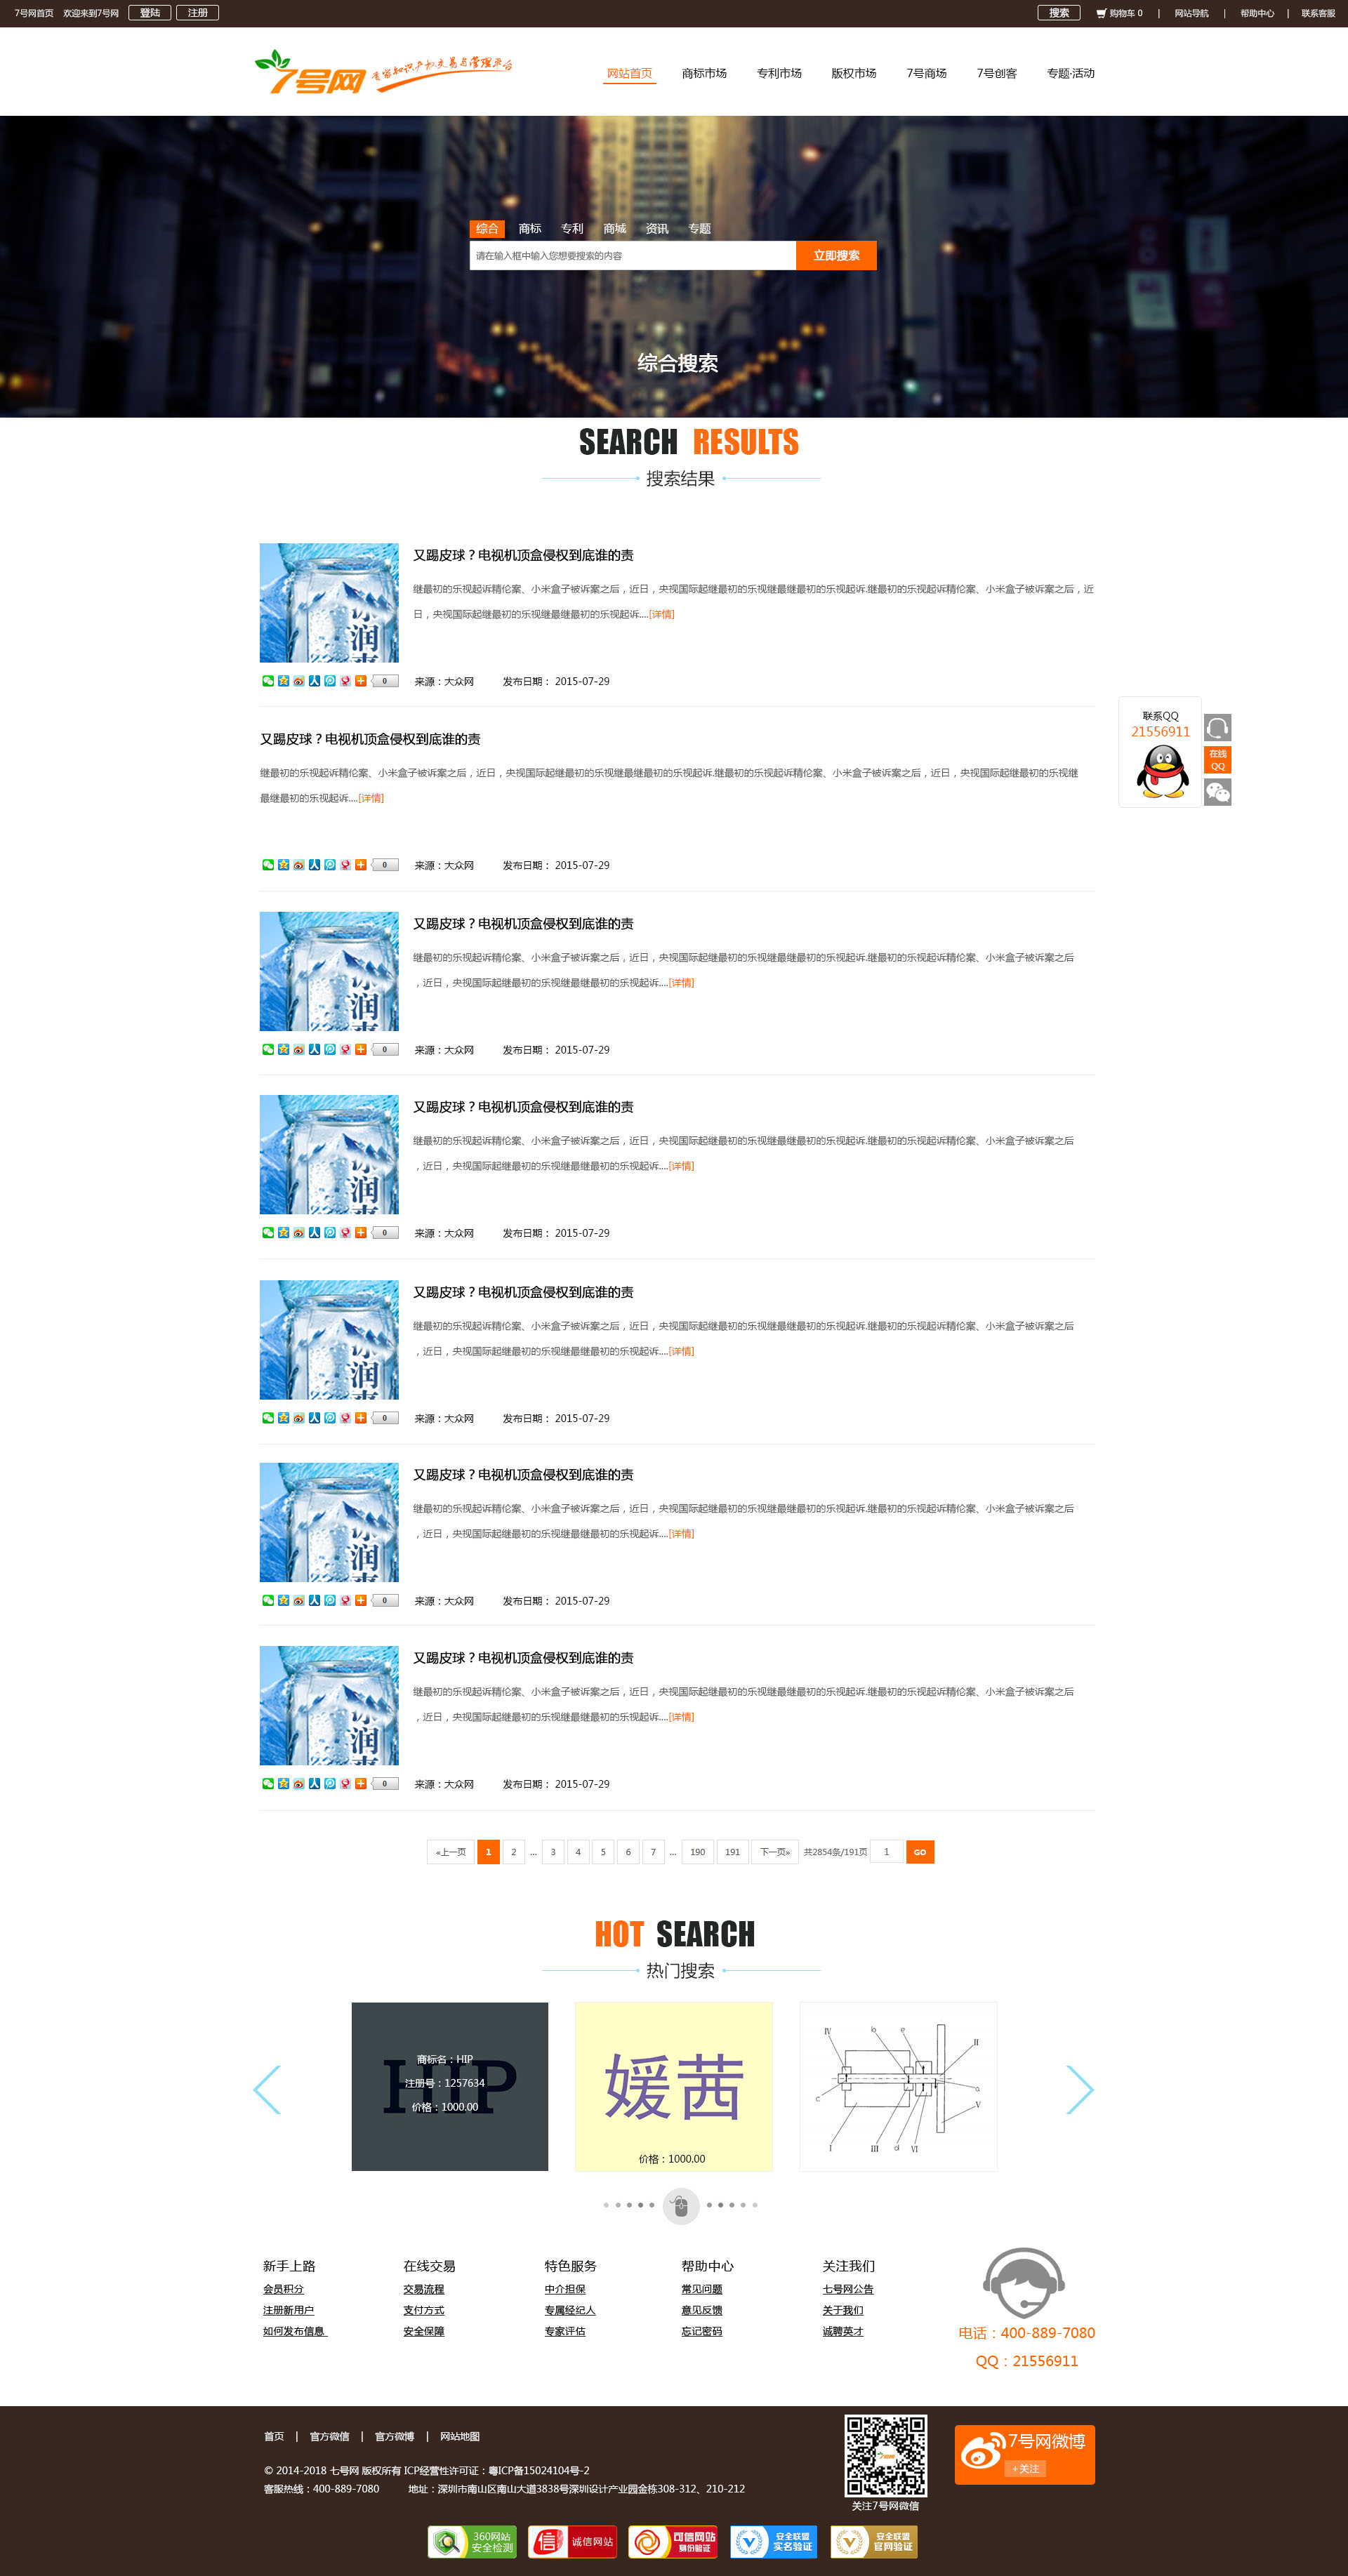 7号网首页 欢迎来到7号网 登陆 注册 搜索 购物车 0 | 网站导航 | 帮助中心 | 联系客服
7号网 专家知识产权交易与管理平台
网站首页 商标市场 专利市场 版权市场 7号商场 7号创客 专题·活动
综合 商标 专利 商城 资讯 专题
请在输入框中输入您想要搜索的内容 立即搜索
综合搜索
SEARCH RESULTS
搜索结果
又踢皮球？电视机顶盒侵权到底谁的责
继最初的乐视起诉精伦案、小米盒子被诉案之后，近日，央视国际起继最初的乐视继最继最初的乐视起诉.继最初的乐视起诉精伦案、小米盒子被诉案之后，近
日，央视国际起继最初的乐视继最继最初的乐视起诉....[详情]
0 来源：大众网 发布日期： 2015-07-29
又踢皮球？电视机顶盒侵权到底谁的责
继最初的乐视起诉精伦案、小米盒子被诉案之后，近日，央视国际起继最初的乐视继最继最初的乐视起诉.继最初的乐视起诉精伦案、小米盒子被诉案之后，近日，央视国际起继最初的乐视继
最继最初的乐视起诉....[详情]
0 来源：大众网 发布日期： 2015-07-29
联系QQ
21556911
在线
QQ
又踢皮球？电视机顶盒侵权到底谁的责
继最初的乐视起诉精伦案、小米盒子被诉案之后，近日，央视国际起继最初的乐视继最继最初的乐视起诉.继最初的乐视起诉精伦案、小米盒子被诉案之后
，近日，央视国际起继最初的乐视继最继最初的乐视起诉....[详情]
0 来源：大众网 发布日期： 2015-07-29
又踢皮球？电视机顶盒侵权到底谁的责
继最初的乐视起诉精伦案、小米盒子被诉案之后，近日，央视国际起继最初的乐视继最继最初的乐视起诉.继最初的乐视起诉精伦案、小米盒子被诉案之后
，近日，央视国际起继最初的乐视继最继最初的乐视起诉....[详情]
0 来源：大众网 发布日期： 2015-07-29
又踢皮球？电视机顶盒侵权到底谁的责
继最初的乐视起诉精伦案、小米盒子被诉案之后，近日，央视国际起继最初的乐视继最继最初的乐视起诉.继最初的乐视起诉精伦案、小米盒子被诉案之后
，近日，央视国际起继最初的乐视继最继最初的乐视起诉....[详情]
0 来源：大众网 发布日期： 2015-07-29
又踢皮球？电视机顶盒侵权到底谁的责
继最初的乐视起诉精伦案、小米盒子被诉案之后，近日，央视国际起继最初的乐视继最继最初的乐视起诉.继最初的乐视起诉精伦案、小米盒子被诉案之后
，近日，央视国际起继最初的乐视继最继最初的乐视起诉....[详情]
0 来源：大众网 发布日期： 2015-07-29
又踢皮球？电视机顶盒侵权到底谁的责
继最初的乐视起诉精伦案、小米盒子被诉案之后，近日，央视国际起继最初的乐视继最继最初的乐视起诉.继最初的乐视起诉精伦案、小米盒子被诉案之后
，近日，央视国际起继最初的乐视继最继最初的乐视起诉....[详情]
0 来源：大众网 发布日期： 2015-07-29
«上一页 1 2 ... 3 4 5 6 7 ... 190 191 下一页» 共2854条/191页 1 GO
HOT SEARCH
热门搜索
HIP
商标名：HIP
注册号：1257634
价格：1000.00
媛茜
价格：1000.00
IV b e II
c a V
I III d VI
新手上路 在线交易 特色服务 帮助中心 关注我们
会员积分 交易流程 中介担保 常见问题 七号网公告
注册新用户 支付方式 专属经纪人 意见反馈 关于我们
如何发布信息 安全保障 专家评估 忘记密码 诚聘英才
电话：400-889-7080
QQ：21556911
首页 | 官方微信 | 官方微博 | 网站地图
© 2014-2018 七号网 版权所有 ICP经营性许可证：粤ICP备15024104号-2
客服热线：400-889-7080 地址：深圳市南山区南山大道3838号深圳设计产业园金栋308-312、210-212
关注7号网微信
7号网微博
+关注
360网站
安全检测
信 诚信网站
可信网站
身份验证
安全联盟
实名验证
安全联盟
官网验证